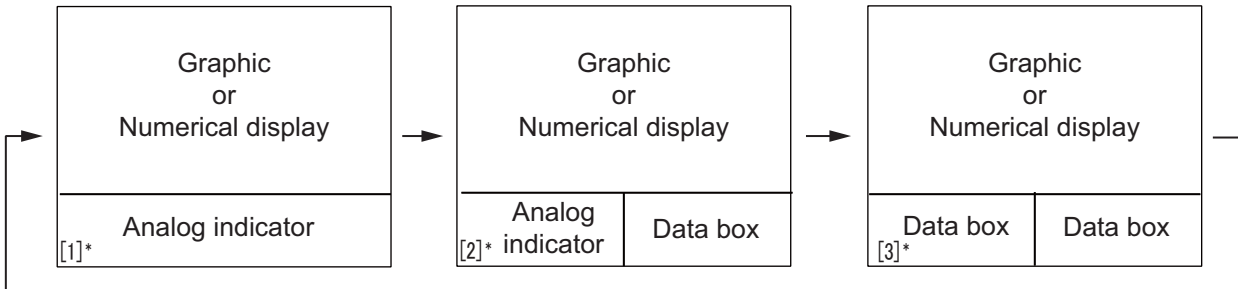 Graphic
or
Numerical display
Analog indicator
[1]*
Graphic
or
Numerical display
Analog
indicator
[2]*
Data box
Graphic
or
Numerical display
Data box
[3]*
Data box